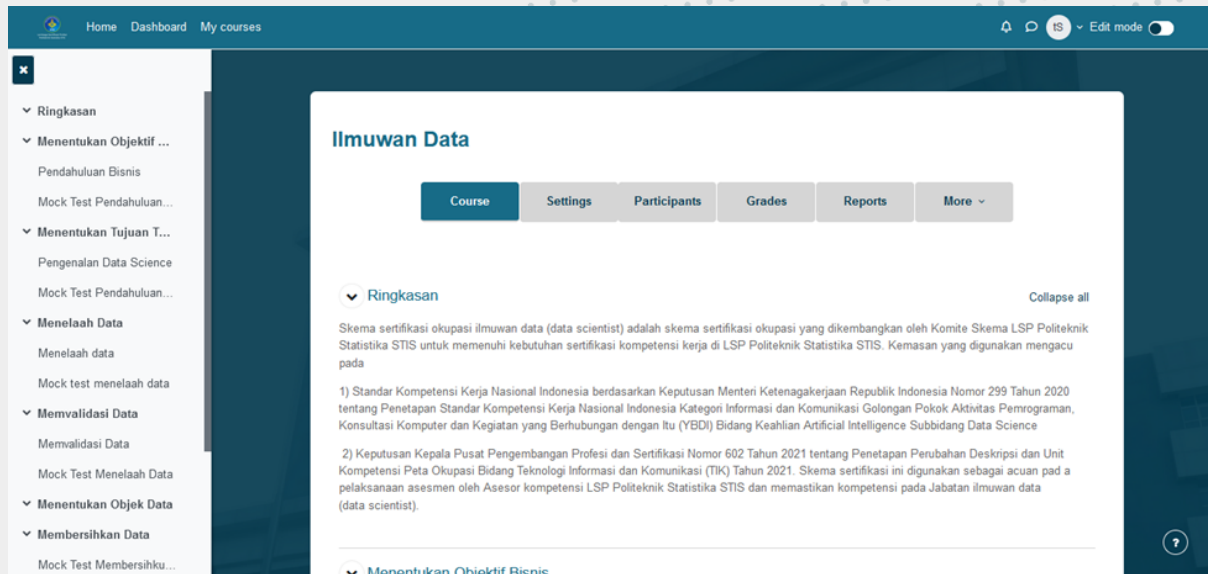 Home Dashboard My courses
tS Edit mode
Ringkasan
Menentukan Objektif ...
Pendahuluan Bisnis
Mock Test Pendahuluan...
Menentukan Tujuan T...
Pengenalan Data Science
Mock Test Pendahuluan...
Menelaah Data
Menelaah data
Mock test menelaah data
Memvalidasi Data
Memvalidasi Data
Mock Test Menelaah Data
Menentukan Objek Data
Membersihkan Data
Mock Test Membersihku...
Ilmuwan Data
Course Settings Participants Grades Reports More
Ringkasan
Collapse all
Skema sertifikasi okupasi ilmuwan data (data scientist) adalah skema sertifikasi okupasi yang dikembangkan oleh Komite Skema LSP Politeknik
Statistika STIS untuk memenuhi kebutuhan sertifikasi kompetensi kerja di LSP Politeknik Statistika STIS. Kemasan yang digunakan mengacu
pada
1) Standar Kompetensi Kerja Nasional Indonesia berdasarkan Keputusan Menteri Ketenagakerjaan Republik Indonesia Nomor 299 Tahun 2020
tentang Penetapan Standar Kompetensi Kerja Nasional Indonesia Kategori Informasi dan Komunikasi Golongan Pokok Aktivitas Pemrograman,
Konsultasi Komputer dan Kegiatan yang Berhubungan dengan Itu (YBDI) Bidang Keahlian Artificial Intelligence Subbidang Data Science
2) Keputusan Kepala Pusat Pengembangan Profesi dan Sertifikasi Nomor 602 Tahun 2021 tentang Penetapan Perubahan Deskripsi dan Unit
Kompetensi Peta Okupasi Bidang Teknologi Informasi dan Komunikasi (TIK) Tahun 2021. Skema sertifikasi ini digunakan sebagai acuan pad a
pelaksanaan asesmen oleh Asesor kompetensi LSP Politeknik Statistika STIS dan memastikan kompetensi pada Jabatan ilmuwan data
(data scientist).
Menentukan Objektif Bisnis
?